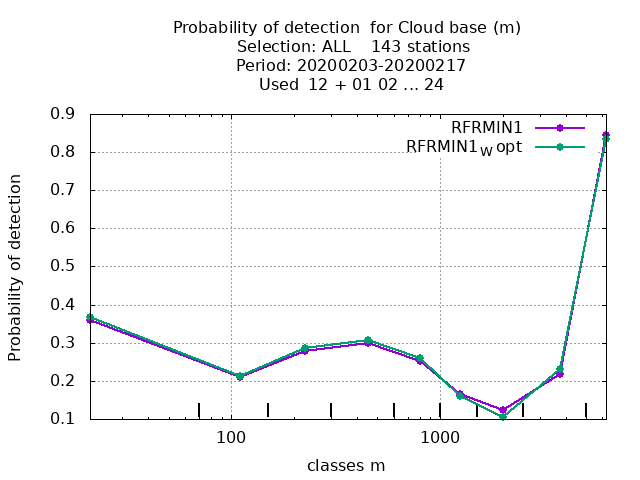 Probability of detection  for Cloud base (m)
Selection: ALL    143 stations
Period: 20200203-20200217
Used  12 + 01 02 ... 24
RFRMIN1
RFRMIN1w opt
0.9
0.8
0.7
0.6
0.5
0.4
0.3
0.2
0.1
Probability of detection
100 1000
classes m